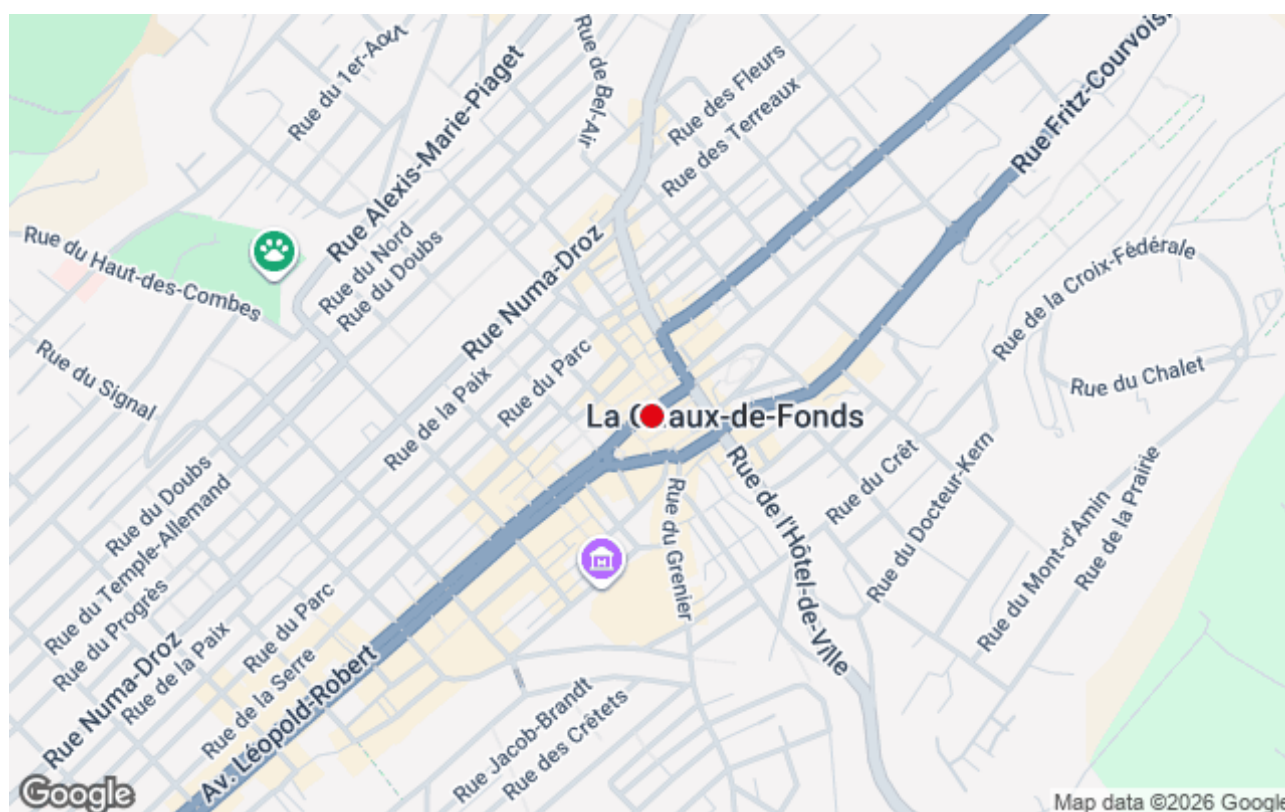 Rue du 1er-Août
Rue Alexis-Marie-Piaget
Rue de Bel-Air
Rue des Fleurs
Rue des Terreaux
Rue du Haut-des-Combes
Rue du Nord
Rue du Doubs
Rue Numa-Droz
Rue de la Croix-Fédérale
Rue du Signal
Rue de la Paix
Rue du Parc
Rue du Chalet
La
aux-de-Fonds
Rue du Doubs
Rue du Temple-Allemand
Rue du Progrès
Rue de la Paix
Rue Numa-Droz
Rue du Parc
Rue de la Serre
Av. Léopold-Robert
Rue du Grenier
Rue de l'Hôtel-de-Ville
Rue du Crêt
Rue du Docteur-Kern
Rue du Mont-d'Amin
Rue de la Prairie
Rue Jacob-Brandt
Rue des Crêtets
Google
Map data ©2026 Google